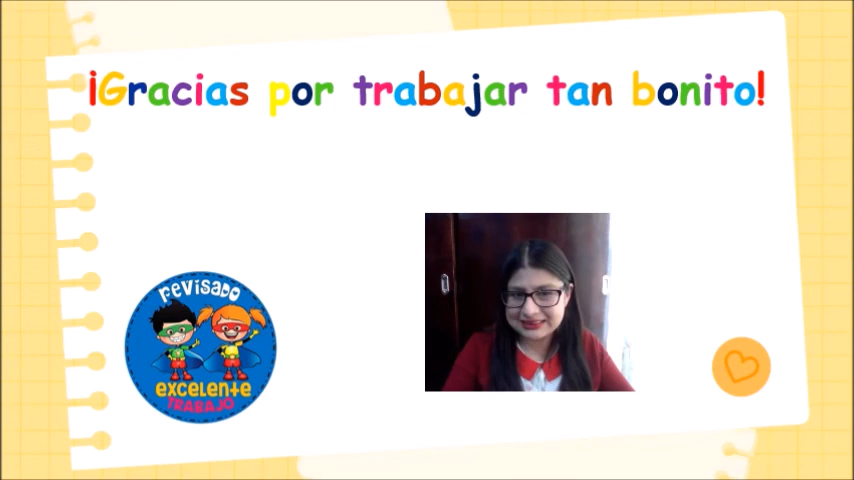 ¡Gracias por trabajar tan bonito!
REVISADO
EXCELENTE
TRABAJO